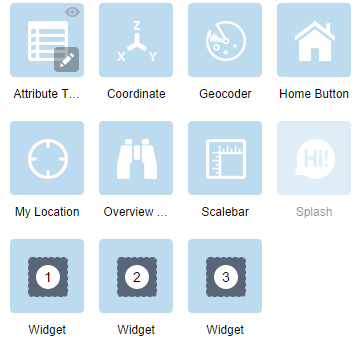 Z
X Y
Attribute T... Coordinate Geocoder Home Button
Hi!
My Location Overview ... Scalebar Splash
1 2 3
Widget Widget Widget